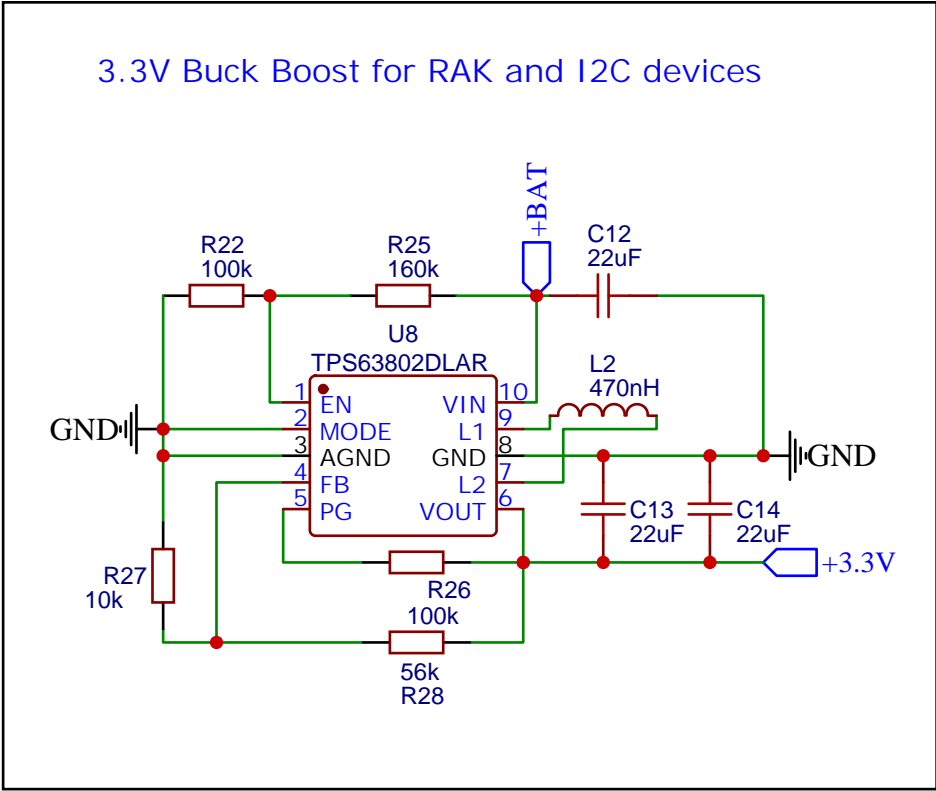 3.3V Buck Boost for RAK and I2C devices
+BAT
R22
100k
R25
160k
C12
22uF
U8
TPS63802DLAR
L2
470nH
1
EN
VIN
10
2
MODE
L1
9
3
AGND
GND
8
4
FB
L2
7
5
PG
VOUT
6
GND
GND
C13
22uF
C14
22uF
+3.3V
R27
10k
R26
100k
56k
R28